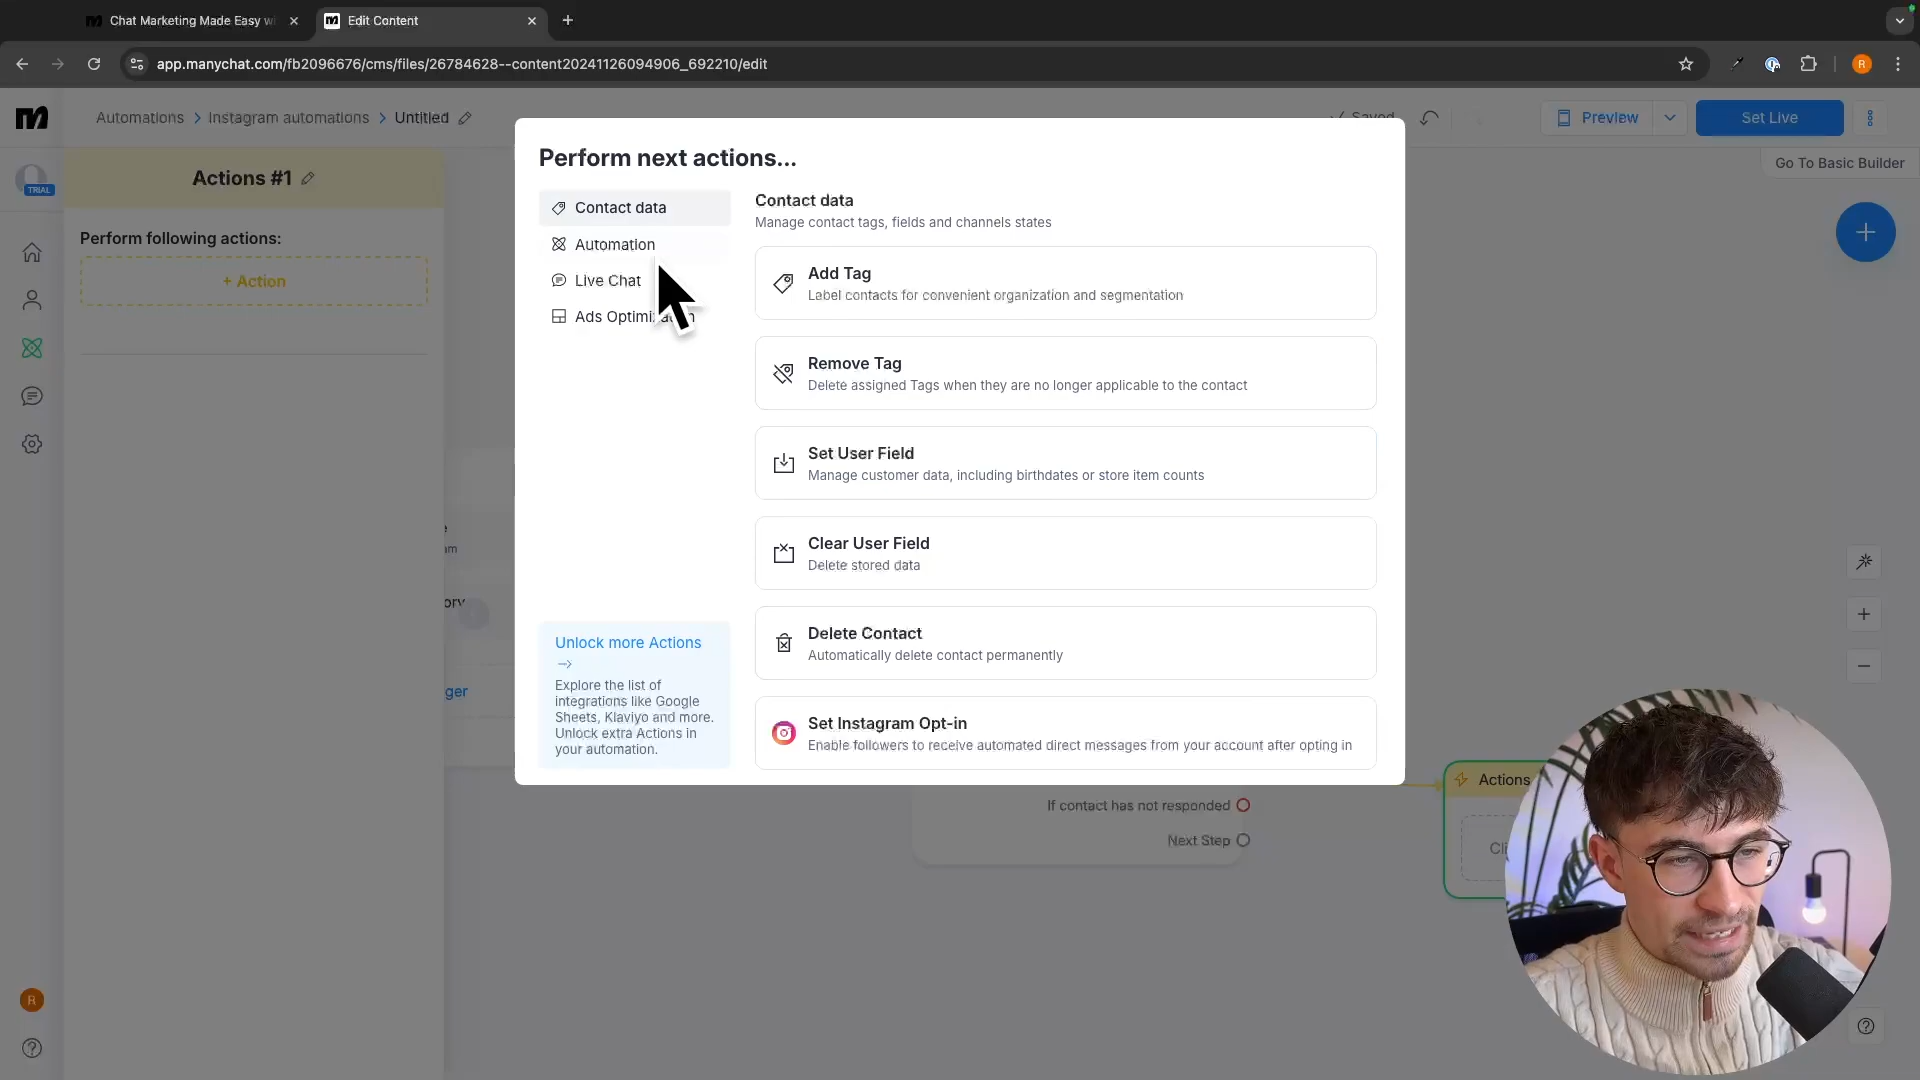 Chat Marketing Made Easy w
Edit Content
app.manychat.com/fb2096676/cms/files/26784628--content20241126094906_692210/edit
R
Automations > Instagram automations > Untitled
Saved
Preview
Set Live
Go To Basic Builder
TRIAL
Actions #1
Perform following actions:
+ Action
Perform next actions...
Contact data
Automation
Live Chat
Ads
Contact data
Manage contact tags, fields and channels states
Add Tag
Label contacts for convenient organization and segmentation
Remove Tag
Delete assigned Tags when they are no longer applicable to the contact
Set User Field
Manage customer data, including birthdates or store item counts
Clear User Field
Delete stored data
Delete Contact
Automatically delete contact permanently
Set Instagram Opt-in
Enable followers to receive automated direct messages from your account after opting in
Unlock more Actions
→
Explore the list of
integrations like Google
Sheets, Klaviyo and more.
Unlock extra Actions in
your automation.
ger
If contact has not responded
Next Step
Actions
R